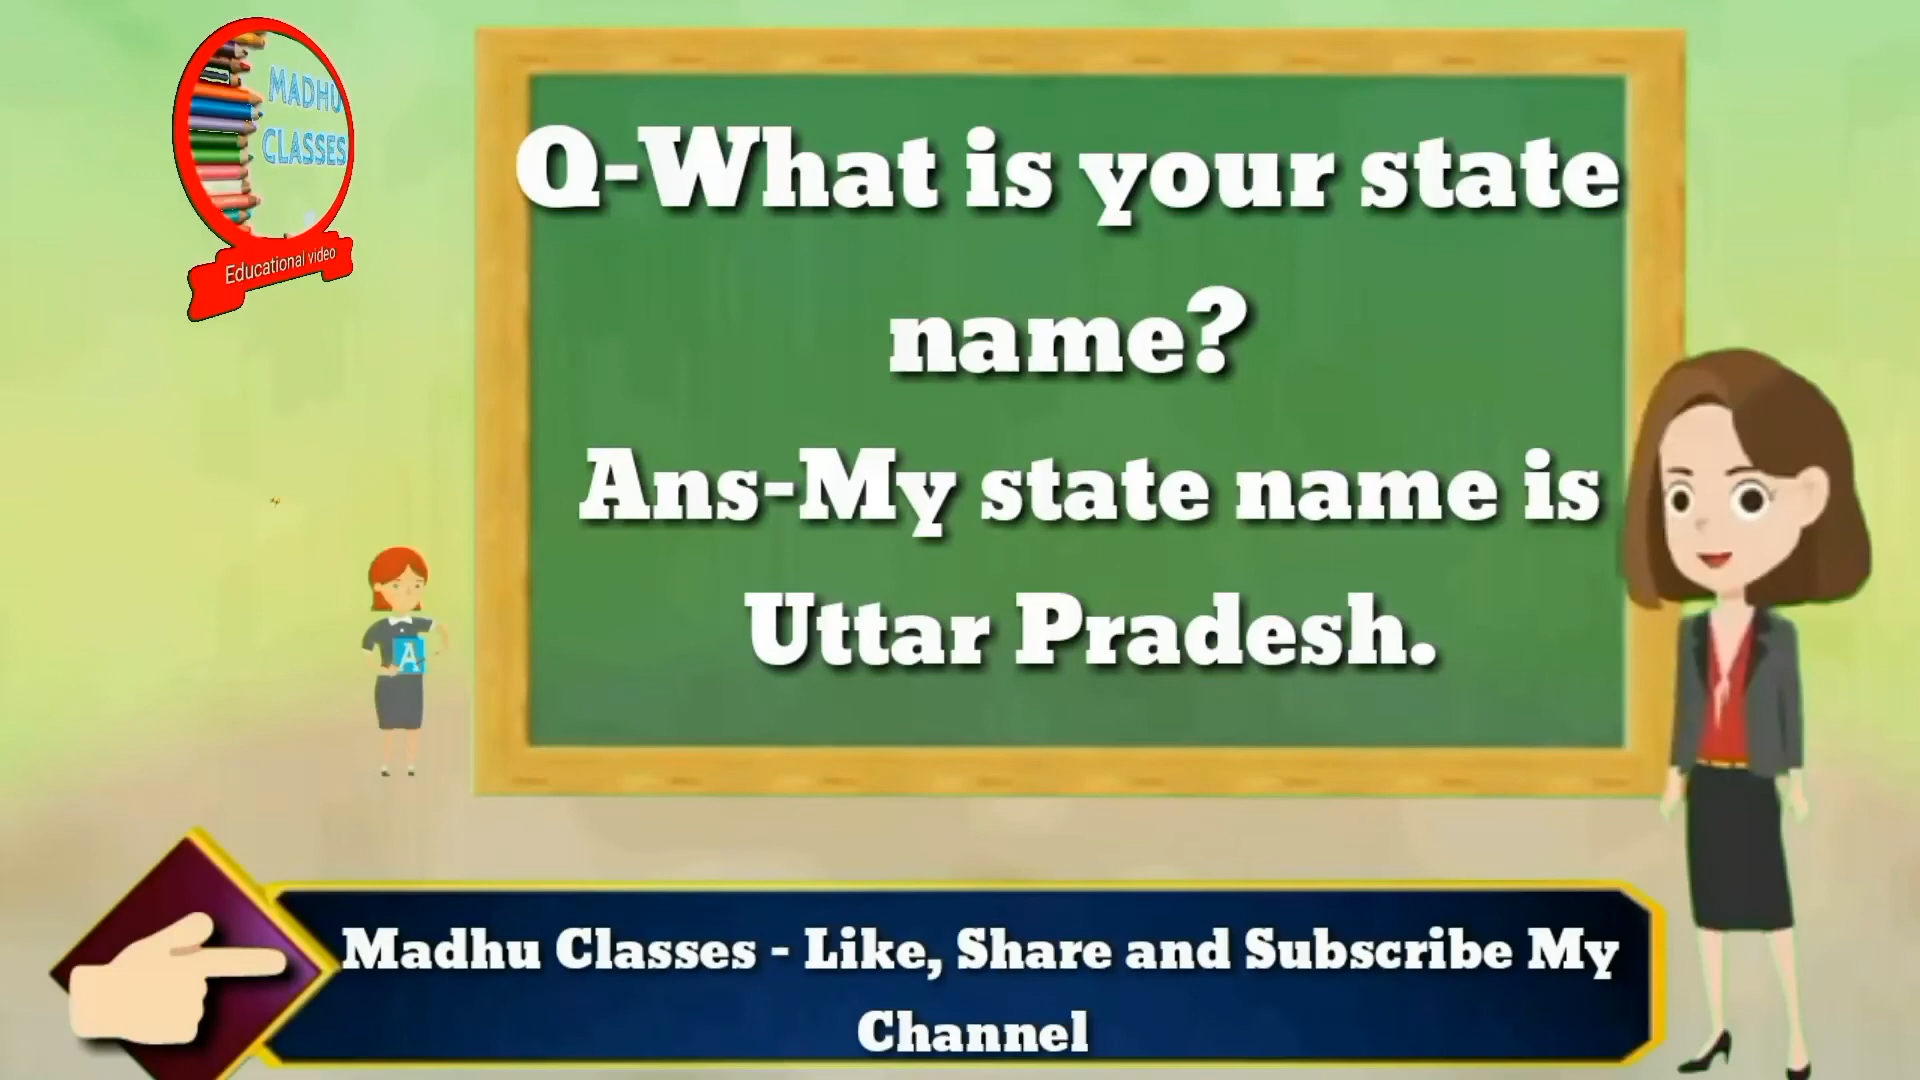 MADHU
CLASSES
Educational video
Q-What is your state
name?
Ans-My state name is
Uttar Pradesh.
A
Madhu Classes - Like, Share and Subscribe My
Channel